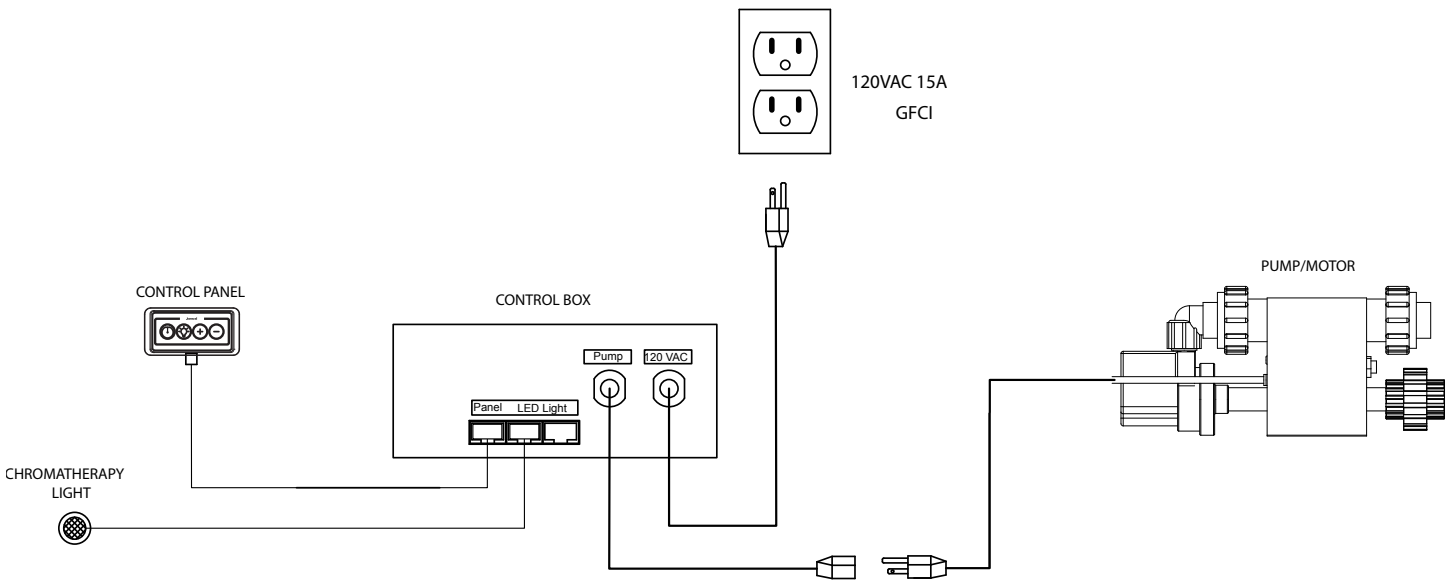 120VAC 15A
GFCI
PUMP/MOTOR
CONTROL PANEL
CONTROL BOX
Pump
120 VAC
Panel
LED Light
CHROMATHERAPY
LIGHT